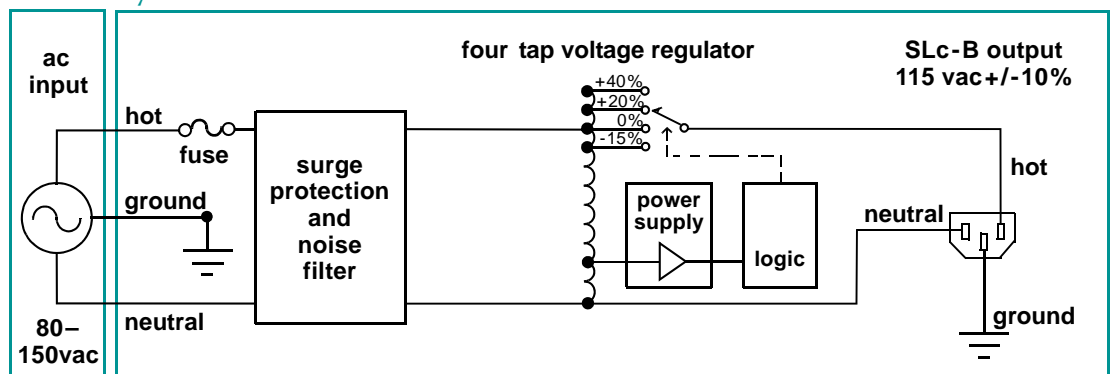 ac
input
80–
150vac
hot
fuse
ground
neutral
surge
protection
and
noise
filter
four tap voltage regulator
+40%
+20%
0%
-15%
power
supply
logic
SLc-B output
115 vac+/-10%
hot
neutral
ground